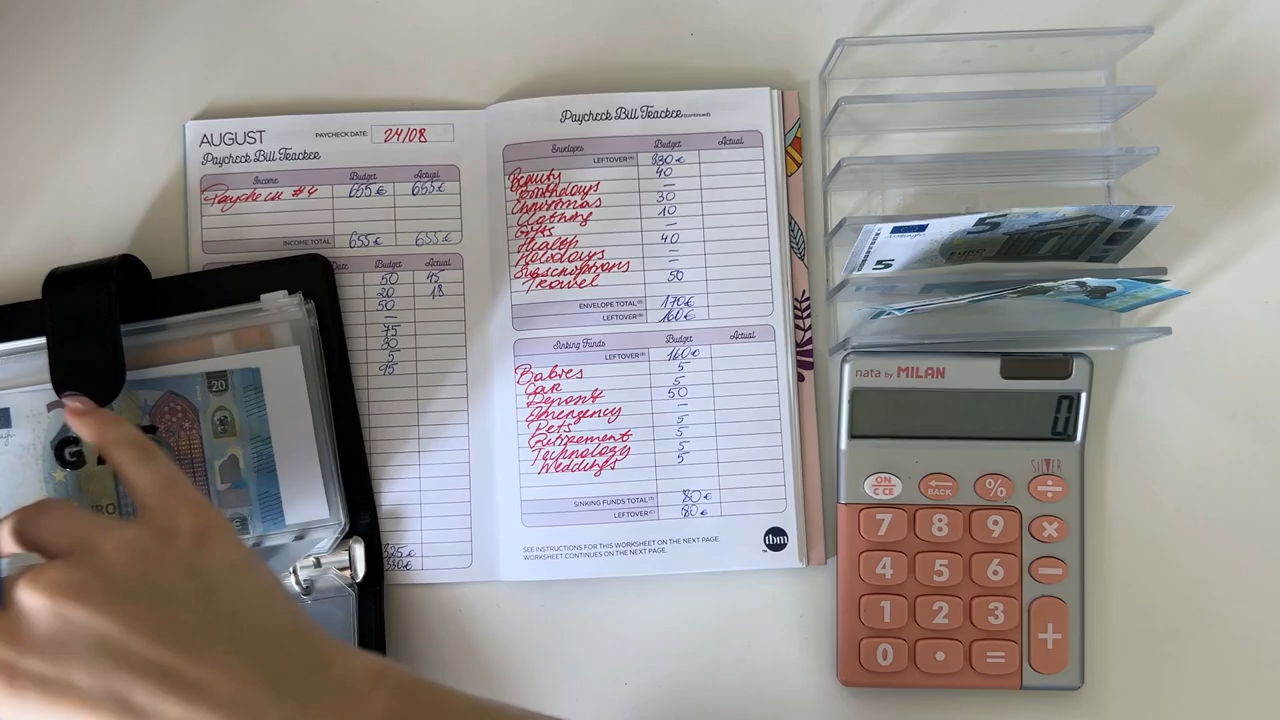 AUGUST
PAYCHECK DATE: 24/08
Paycheck Bill Tracker
Income Budget Actual
Paycheck #4 655€ 655€
INCOME TOTAL 655€ 655€
Date Budget Actual
50 45
20 18
50
—
75
30
5
95
325€
330€
Paycheck Bill Tracker (continued)
Envelopes Budget Actual
LEFTOVER 330€
Beauty 40
Birthdays —
Christmas 30
Clothing 10
Gifts
Health 40
Holidays —
Subscriptions —
Travel 50
ENVELOPE TOTAL 170€
LEFTOVER 160€
Sinking Funds Budget Actual
LEFTOVER 160€
Babies 5
Car 5
Deposit 50
Emergency —
Pets 5
Retirement 5
Technology 5
Weddings 5
SINKING FUNDS TOTAL 80€
LEFTOVER 80€
SEE INSTRUCTIONS FOR THIS WORKSHEET ON THE NEXT PAGE.
WORKSHEET CONTINUES ON THE NEXT PAGE.
tbm
20
5
5
nata by MILAN
0
SILVER
ON C/CE BACK % ÷
7 8 9 ×
4 5 6 −
1 2 3 +
0 • =